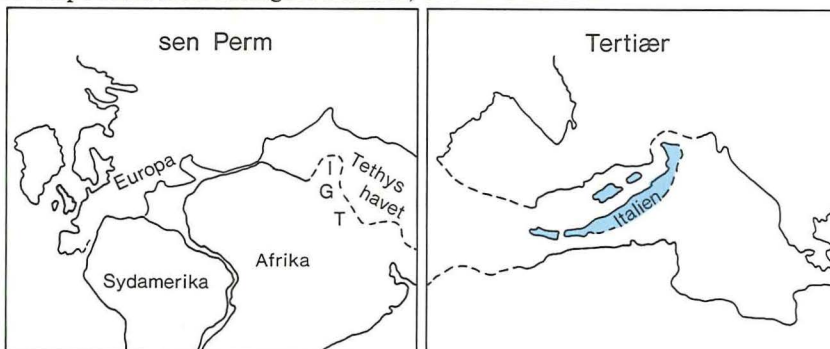 sen Perm
Europa
I
G
T
Tethys
havet
Sydamerika
Afrika
Tertiær
Italien